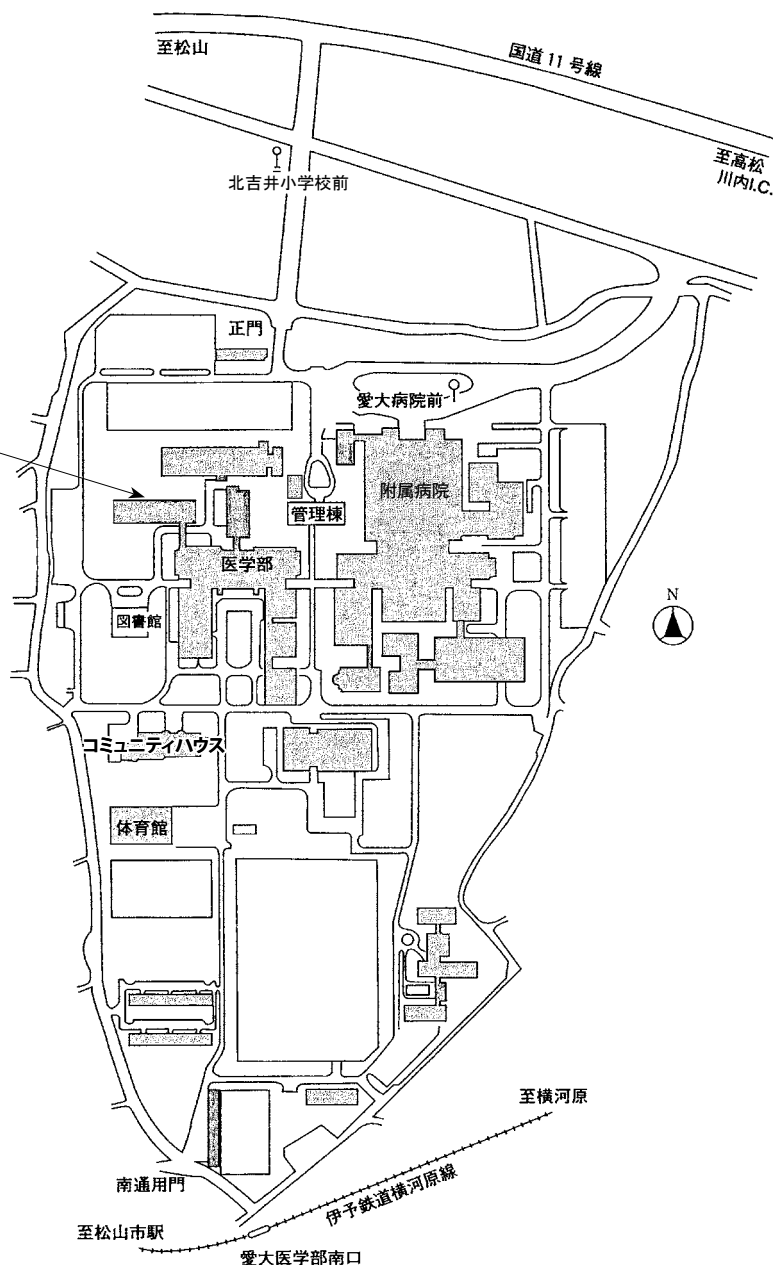 至松山
国道 11 号線
至高松
川内I.C.
北吉井小学校前
正門
愛大病院前
附属病院
管理棟
医学部
図書館
N
コミュニティハウス
体育館
至横河原
伊予鉄道横河原線
南通用門
至松山市駅
愛大医学部南口